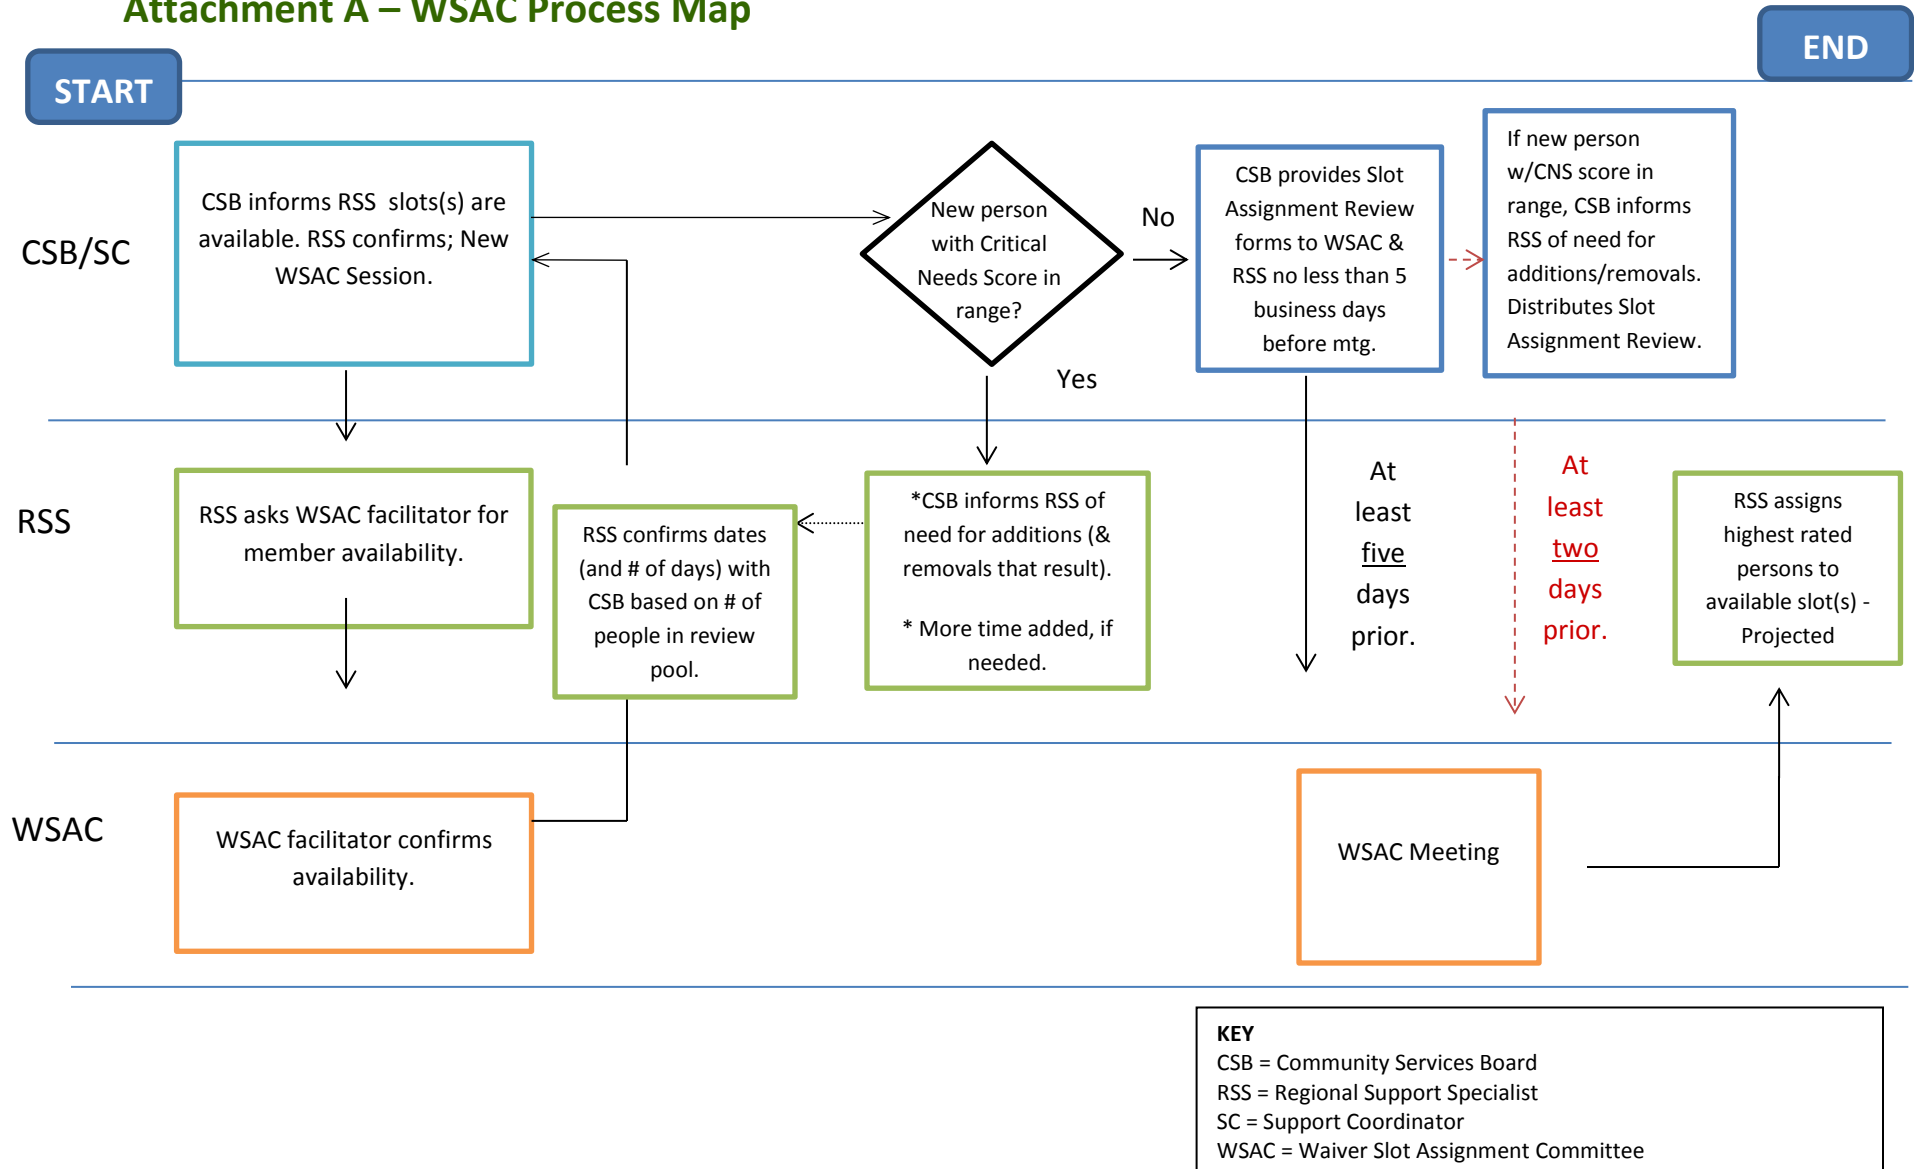 Attachment A – WSAC Process Map
START
END
CSB/SC
CSB informs RSS slots(s) are
available. RSS confirms; New
WSAC Session.
New person
with Critical
Needs Score in
range?
No
Yes
CSB provides Slot
Assignment Review
forms to WSAC &
RSS no less than 5
business days
before mtg.
If new person
w/CNS score in
range, CSB informs
RSS of need for
additions/removals.
Distributes Slot
Assignment Review.
RSS
RSS asks WSAC facilitator for
member availability.
RSS confirms dates
(and # of days) with
CSB based on # of
people in review
pool.
*CSB informs RSS of
need for additions (&
removals that result).
* More time added, if
needed.
At
least
five
days
prior.
At
least
two
days
prior.
RSS assigns
highest rated
persons to
available slot(s) -
Projected
WSAC
WSAC facilitator confirms
availability.
WSAC Meeting
KEY
CSB = Community Services Board
RSS = Regional Support Specialist
SC = Support Coordinator
WSAC = Waiver Slot Assignment Committee